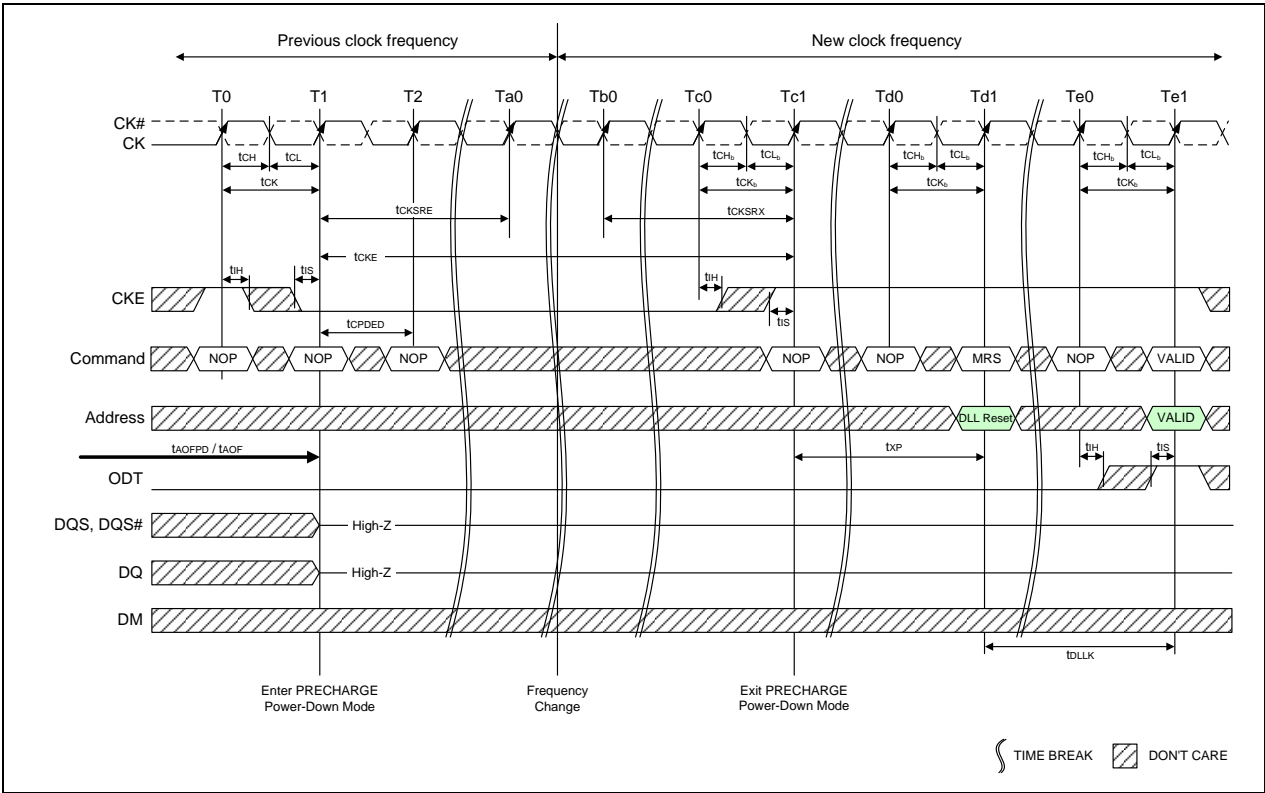 Previous clock frequency New clock frequency
T0 T1 T2 Ta0 Tb0 Tc0 Tc1 Td0 Td1 Te0 Te1
CK#
CK
tCH tCL tCHb tCLb tCHb tCLb tCHb tCLb
tCK tCKb tCKb tCKb
tCKSRE tCKSRX
tCKE
tIH tIS tIH
CKE
tIS
tCPDED
Command NOP NOP NOP NOP NOP MRS NOP VALID
Address DLL Reset VALID
tAOFPD / tAOF tXP tIH tIS
ODT
DQS, DQS# High-Z
DQ High-Z
DM
tDLLK
Enter PRECHARGE Frequency Exit PRECHARGE
Power-Down Mode Change Power-Down Mode
TIME BREAK DON'T CARE